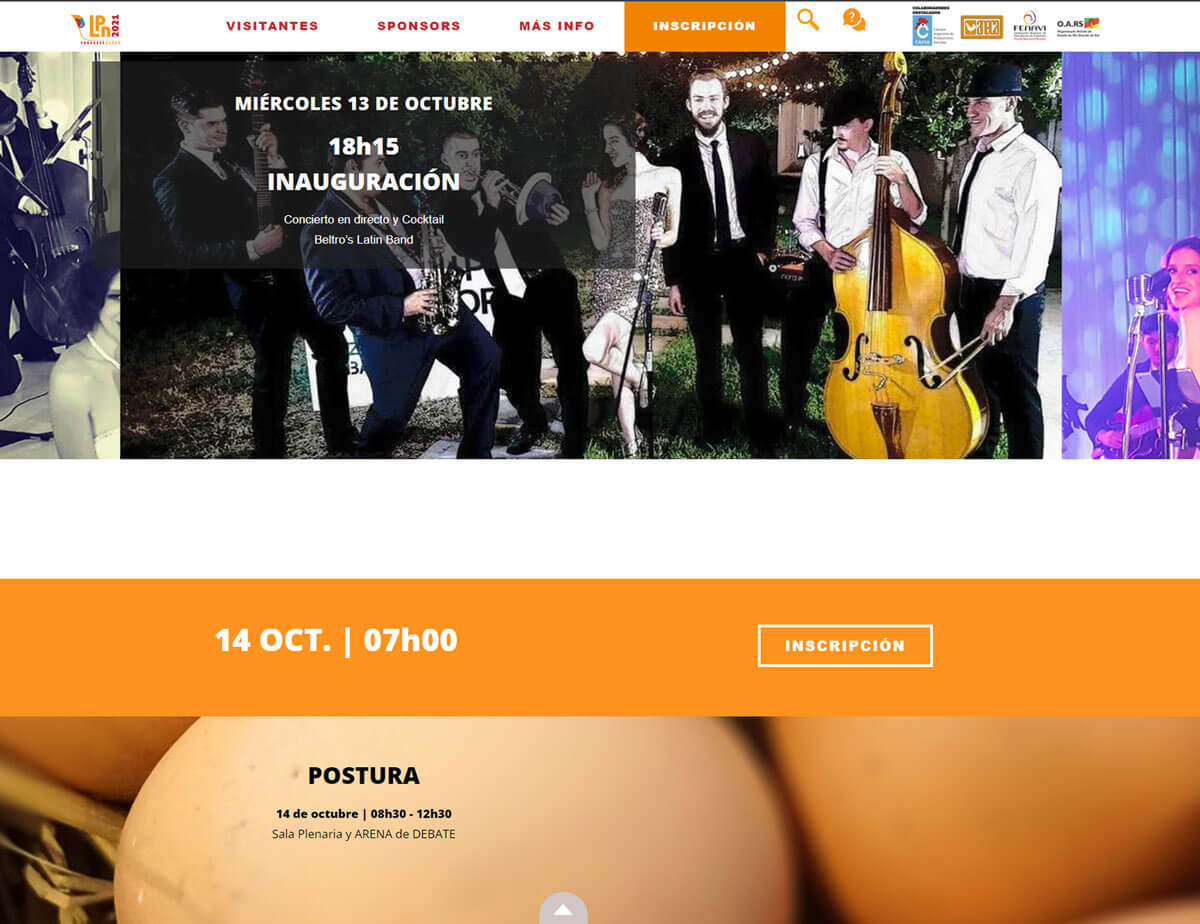 LPn
2021
VISITANTES
SPONSORS
MÁS INFO
INSCRIPCIÓN
?
COLABORADORES
DESTACADOS
CAPIA
FENAVI
O.A.RS
MIÉRCOLES 13 DE OCTUBRE
18h15
INAUGURACIÓN
Concierto en directo y Cocktail
Beltro's Latin Band
14 OCT. | 07h00
INSCRIPCIÓN
POSTURA
14 de octubre | 08h30 - 12h30
Sala Plenaria y ARENA de DEBATE